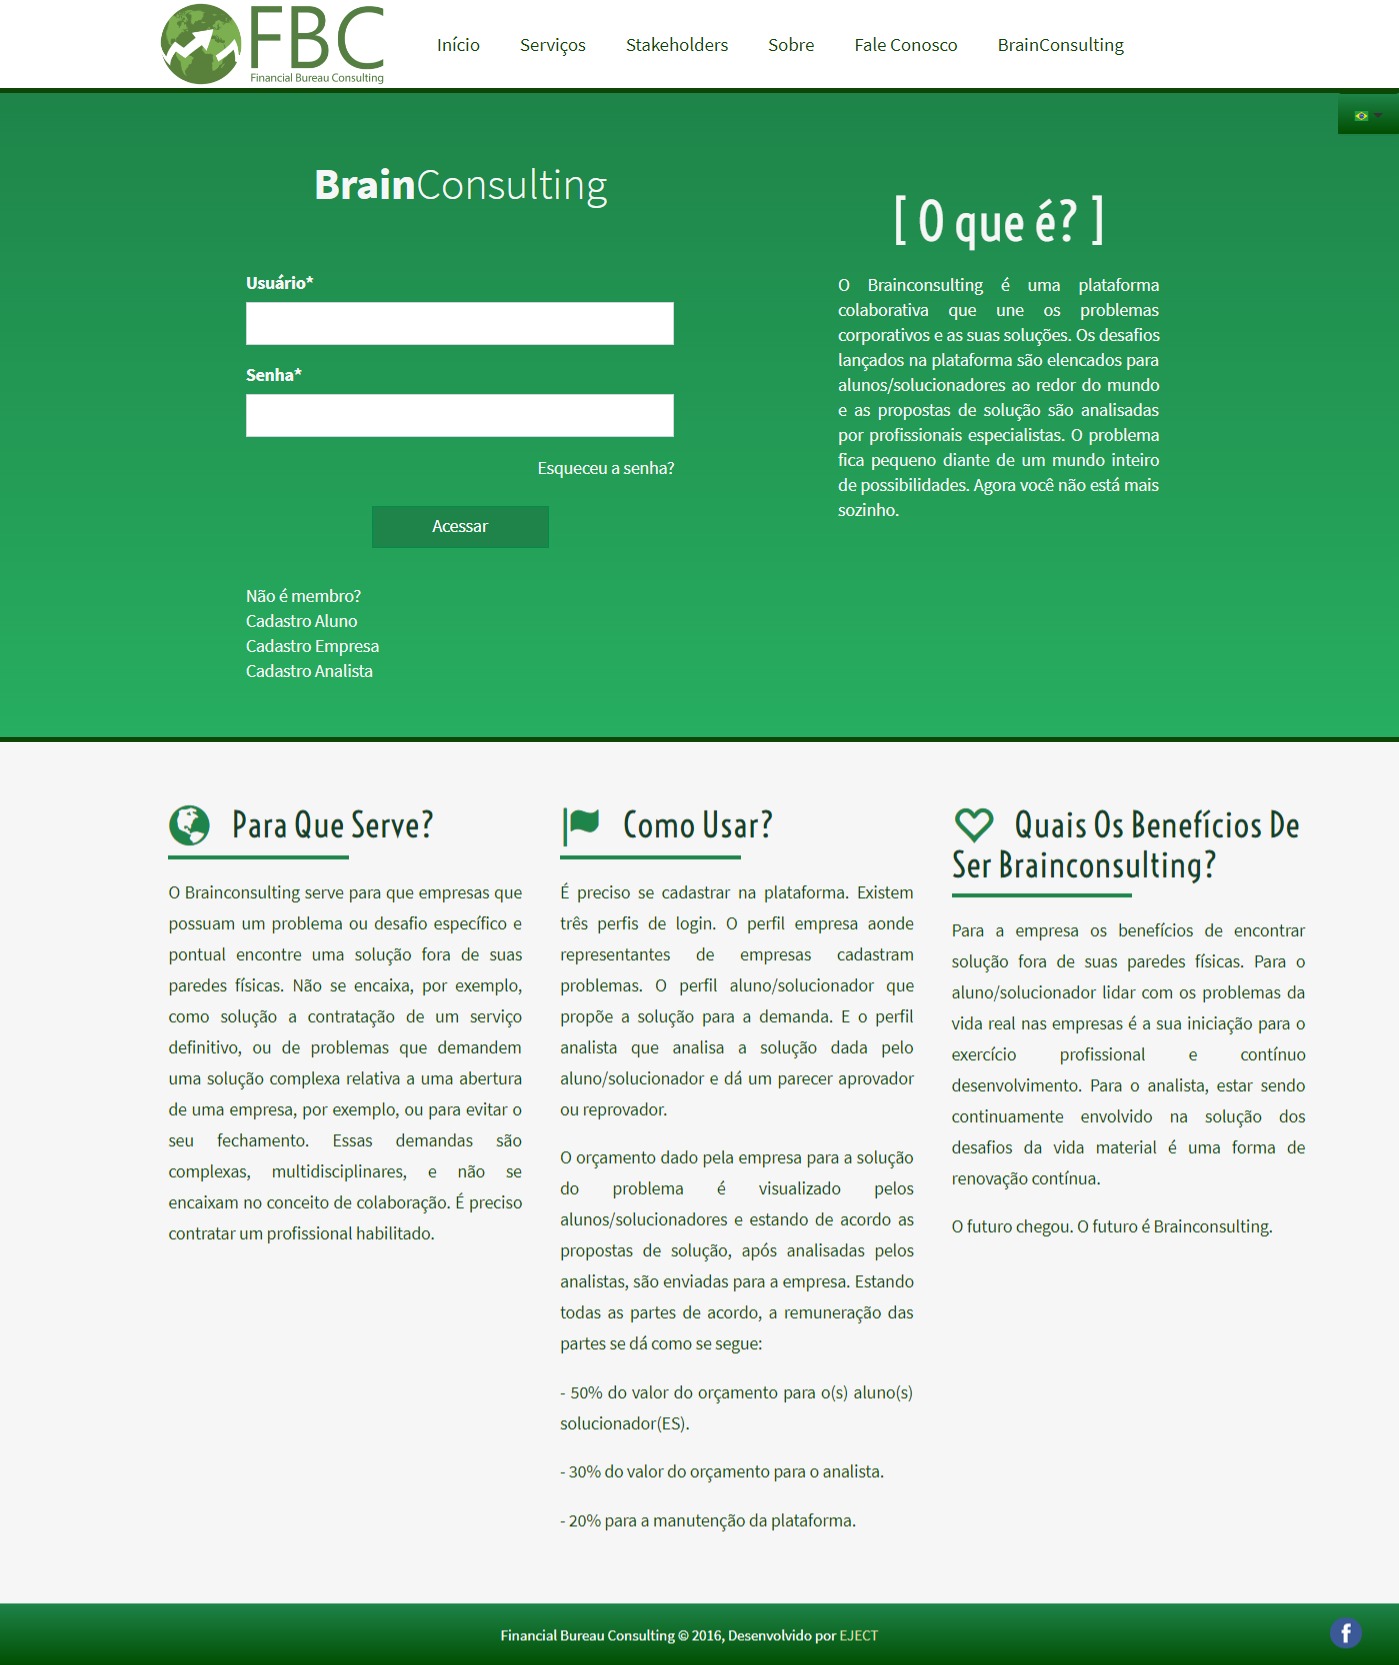 FBC
Financial Bureau Consulting
Início Serviços Stakeholders Sobre Fale Conosco BrainConsulting
BrainConsulting
Usuário*
Senha*
Esqueceu a senha?
Acessar
Não é membro?
Cadastro Aluno
Cadastro Empresa
Cadastro Analista
[ O que é? ]
O Brainconsulting é uma plataforma
colaborativa que une os problemas
corporativos e as suas soluções. Os desafios
lançados na plataforma são elencados para
alunos/solucionadores ao redor do mundo
e as propostas de solução são analisadas
por profissionais especialistas. O problema
fica pequeno diante de um mundo inteiro
de possibilidades. Agora você não está mais
sozinho.
Para Que Serve?
O Brainconsulting serve para que empresas que
possuam um problema ou desafio específico e
pontual encontre uma solução fora de suas
paredes físicas. Não se encaixa, por exemplo,
como solução a contratação de um serviço
definitivo, ou de problemas que demandem
uma solução complexa relativa a uma abertura
de uma empresa, por exemplo, ou para evitar o
seu fechamento. Essas demandas são
complexas, multidisciplinares, e não se
encaixam no conceito de colaboração. É preciso
contratar um profissional habilitado.
Como Usar?
É preciso se cadastrar na plataforma. Existem
três perfis de login. O perfil empresa aonde
representantes de empresas cadastram
problemas. O perfil aluno/solucionador que
propõe a solução para a demanda. E o perfil
analista que analisa a solução dada pelo
aluno/solucionador e dá um parecer aprovador
ou reprovador.
O orçamento dado pela empresa para a solução
do problema é visualizado pelos
alunos/solucionadores e estando de acordo as
propostas de solução, após analisadas pelos
analistas, são enviadas para a empresa. Estando
todas as partes de acordo, a remuneração das
partes se dá como se segue:
- 50% do valor do orçamento para o(s) aluno(s)
solucionador(ES).
- 30% do valor do orçamento para o analista.
- 20% para a manutenção da plataforma.
Quais Os Benefícios De
Ser Brainconsulting?
Para a empresa os benefícios de encontrar
solução fora de suas paredes físicas. Para o
aluno/solucionador lidar com os problemas da
vida real nas empresas é a sua iniciação para o
exercício profissional e contínuo
desenvolvimento. Para o analista, estar sendo
continuamente envolvido na solução dos
desafios da vida material é uma forma de
renovação contínua.
O futuro chegou. O futuro é Brainconsulting.
Financial Bureau Consulting © 2016, Desenvolvido por EJECT